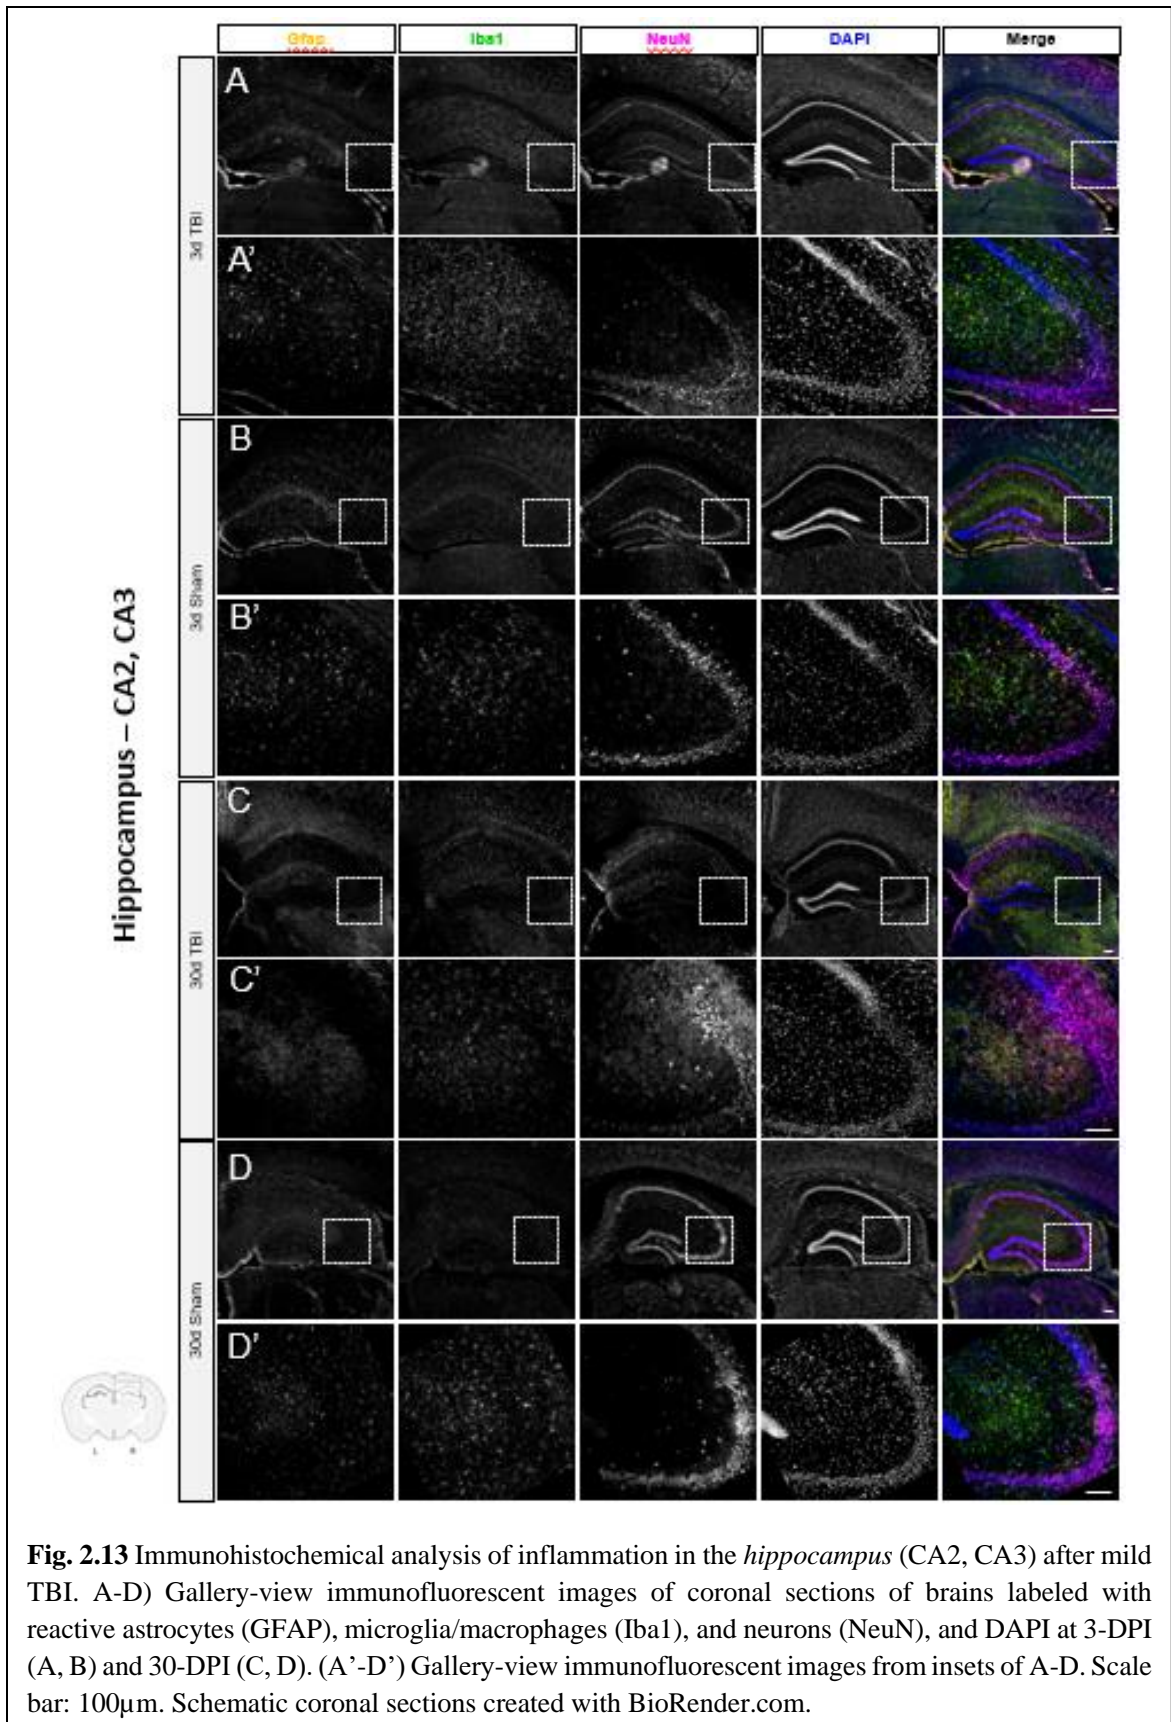 Gfap Iba1 NeuN DAPI Merge
Hippocampus – CA2, CA3
3d TBI
A
A'
3d Sham
B
B'
30d TBI
C
C'
30d Sham
D
D'
L R
Fig. 2.13 Immunohistochemical analysis of inflammation in the hippocampus (CA2, CA3) after mild
TBI. A-D) Gallery-view immunofluorescent images of coronal sections of brains labeled with
reactive astrocytes (GFAP), microglia/macrophages (Iba1), and neurons (NeuN), and DAPI at 3-DPI
(A, B) and 30-DPI (C, D). (A’-D’) Gallery-view immunofluorescent images from insets of A-D. Scale
bar: 100µm. Schematic coronal sections created with BioRender.com.